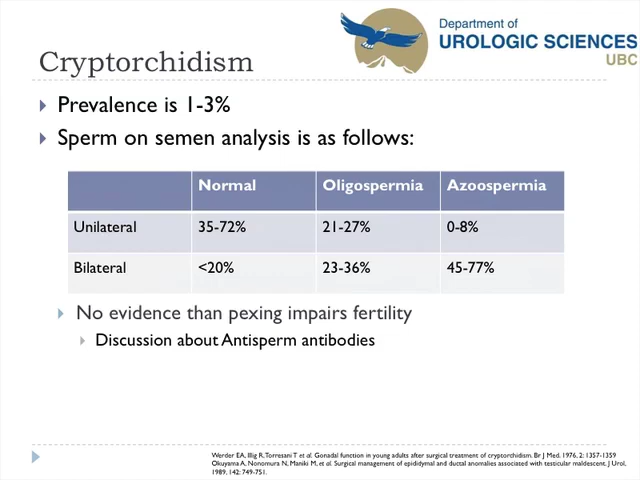 Department of
UROLOGIC SCIENCES
UBC
Cryptorchidism
Prevalence is 1-3%
Sperm on semen analysis is as follows:
Normal Oligospermia Azoospermia
Unilateral 35-72% 21-27% 0-8%
Bilateral <20% 23-36% 45-77%
No evidence than pexing impairs fertility
Discussion about Antisperm antibodies
Werder EA, Illig R, Torresani T et al. Gonadal function in young adults after surgical treatment of cryptorchidism. Br J Med. 1976, 2: 1357-1359
Okuyama A, Nonomura N, Maniki M, et al. Surgical management of epididymal and ductal anomalies associated with testicular maldescent. J Urol.
1989, 142: 749-751.